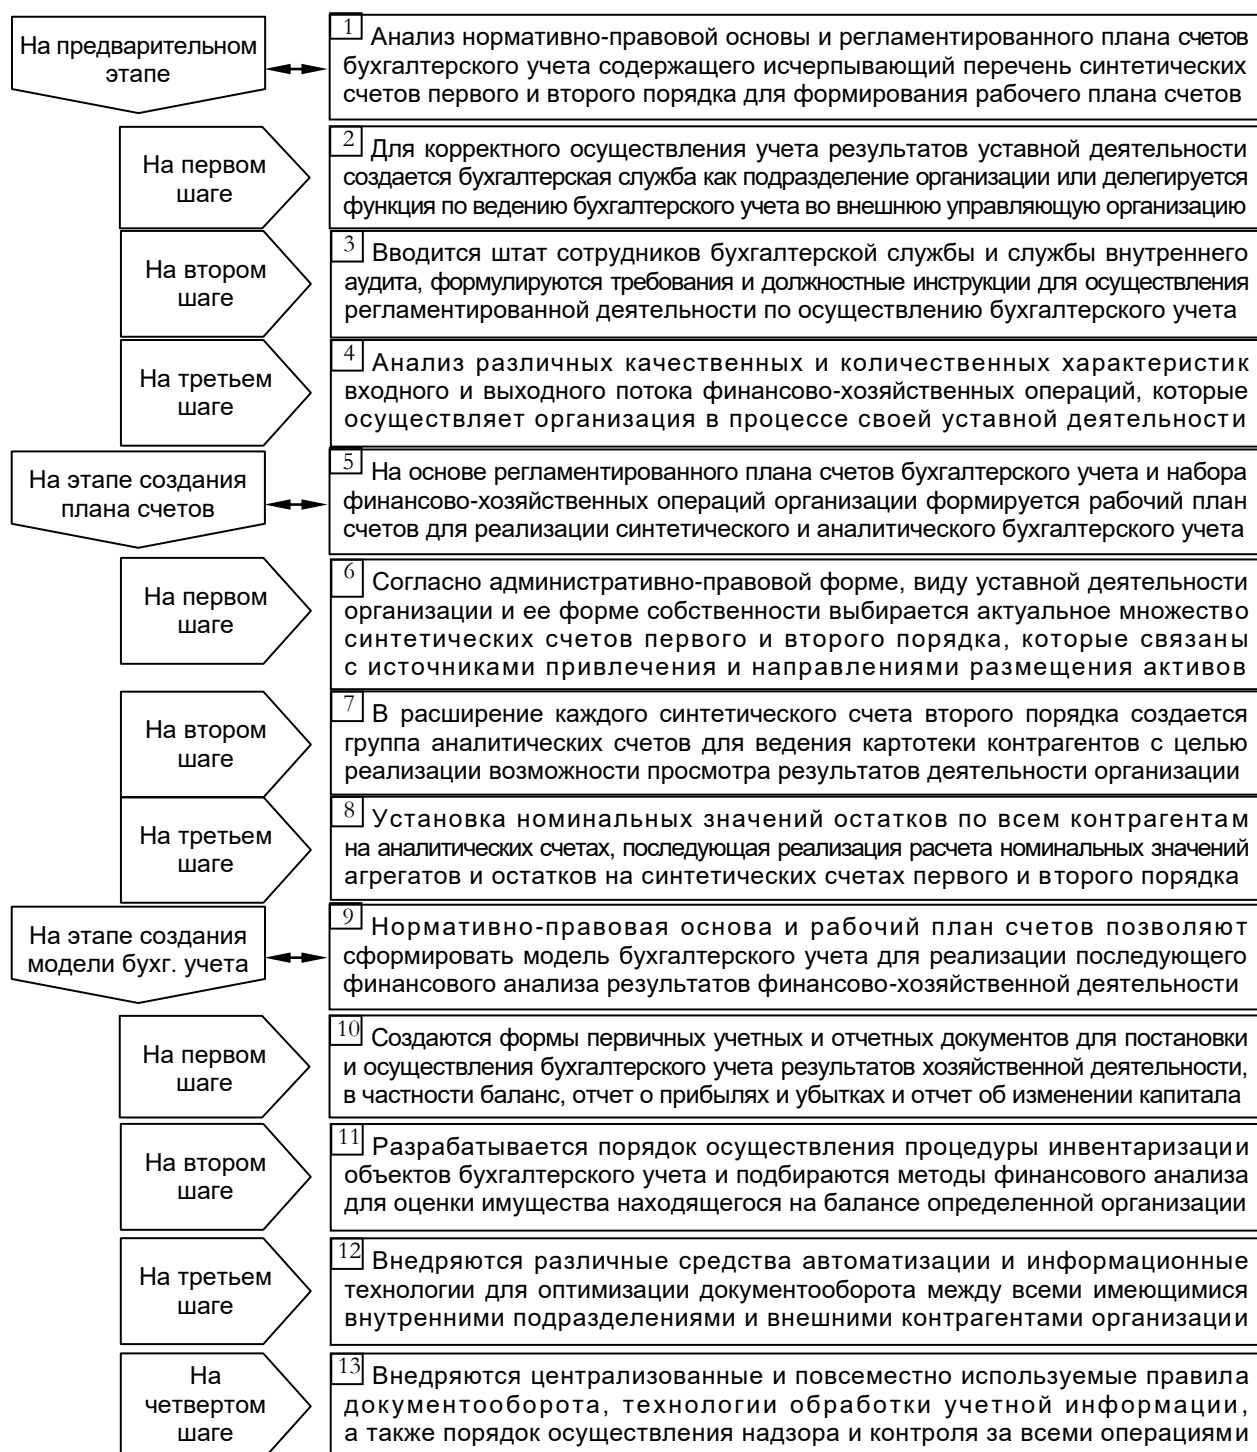 На предварительном
этапе
1 Анализ нормативно-правовой основы и регламентированного плана счетов
бухгалтерского учета содержащего исчерпывающий перечень синтетических
счетов первого и второго порядка для формирования рабочего плана счетов
На первом
шаге
2 Для корректного осуществления учета результатов уставной деятельности
создается бухгалтерская служба как подразделение организации или делегируется
функция по ведению бухгалтерского учета во внешнюю управляющую организацию
На втором
шаге
3 Вводится штат сотрудников бухгалтерской службы и службы внутреннего
аудита, формулируются требования и должностные инструкции для осуществления
регламентированной деятельности по осуществлению бухгалтерского учета
На третьем
шаге
4 Анализ различных качественных и количественных характеристик
входного и выходного потока финансово-хозяйственных операций, которые
осуществляет организация в процессе своей уставной деятельности
На этапе создания
плана счетов
5 На основе регламентированного плана счетов бухгалтерского учета и набора
финансово-хозяйственных операций организации формируется рабочий план
счетов для реализации синтетического и аналитического бухгалтерского учета
На первом
шаге
6 Согласно административно-правовой форме, виду уставной деятельности
организации и ее форме собственности выбирается актуальное множество
синтетических счетов первого и второго порядка, которые связаны
с источниками привлечения и направлениями размещения активов
На втором
шаге
7 В расширение каждого синтетического счета второго порядка создается
группа аналитических счетов для ведения картотеки контрагентов с целью
реализации возможности просмотра результатов деятельности организации
На третьем
шаге
8 Установка номинальных значений остатков по всем контрагентам
на аналитических счетах, последующая реализация расчета номинальных значений
агрегатов и остатков на синтетических счетах первого и второго порядка
На этапе создания
модели бухг. учета
9 Нормативно-правовая основа и рабочий план счетов позволяют
сформировать модель бухгалтерского учета для реализации последующего
финансового анализа результатов финансово-хозяйственной деятельности
На первом
шаге
10 Создаются формы первичных учетных и отчетных документов для постановки
и осуществления бухгалтерского учета результатов хозяйственной деятельности,
в частности баланс, отчет о прибылях и убытках и отчет об изменении капитала
На втором
шаге
11 Разрабатывается порядок осуществления процедуры инвентаризации
объектов бухгалтерского учета и подбираются методы финансового анализа
для оценки имущества находящегося на балансе определенной организации
На третьем
шаге
12 Внедряются различные средства автоматизации и информационные
технологии для оптимизации документооборота между всеми имеющимися
внутренними подразделениями и внешними контрагентами организации
На
четвертом
шаге
13 Внедряются централизованные и повсеместно используемые правила
документооборота, технологии обработки учетной информации,
а также порядок осуществления надзора и контроля за всеми операциями